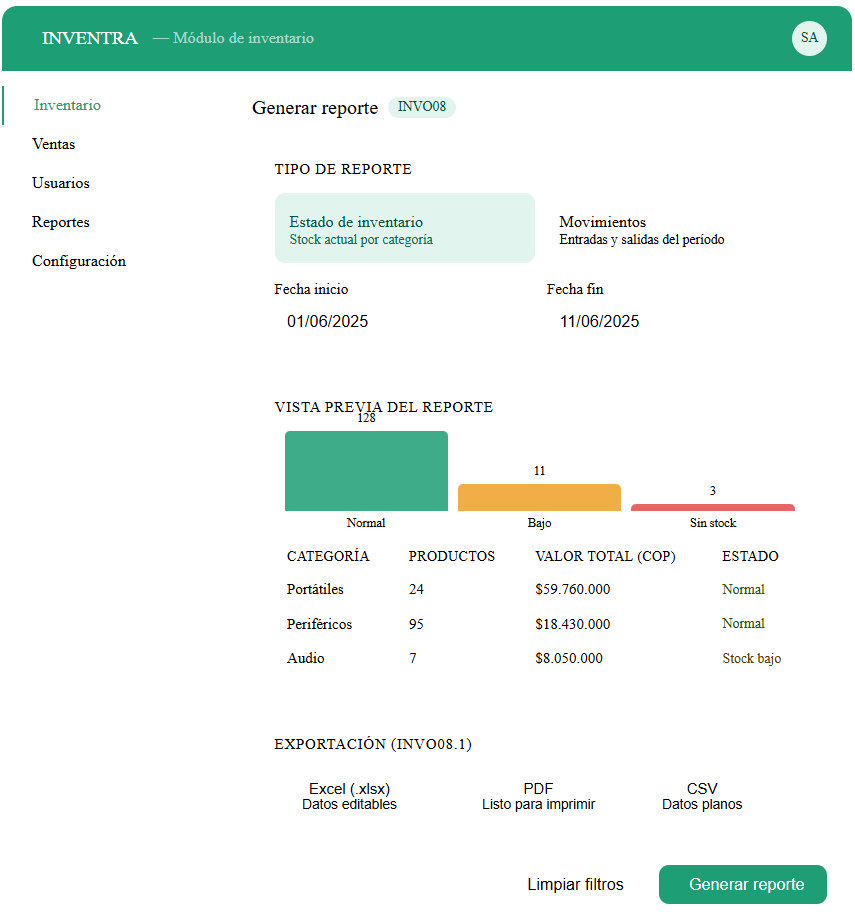 INVENTRA — Módulo de inventario SA
Inventario
Ventas
Usuarios
Reportes
Configuración
Generar reporte INVO08
TIPO DE REPORTE
Estado de inventario
Stock actual por categoría
Movimientos
Entradas y salidas del período
Fecha inicio
01/06/2025
Fecha fin
11/06/2025
VISTA PREVIA DEL REPORTE
128
11
3
Normal
Bajo
Sin stock
CATEGORÍA PRODUCTOS VALOR TOTAL (COP) ESTADO
Portátiles 24 $59.760.000 Normal
Periféricos 95 $18.430.000 Normal
Audio 7 $8.050.000 Stock bajo
EXPORTACIÓN (INVO08.1)
Excel (.xlsx)
Datos editables
PDF
Listo para imprimir
CSV
Datos planos
Limpiar filtros
Generar reporte